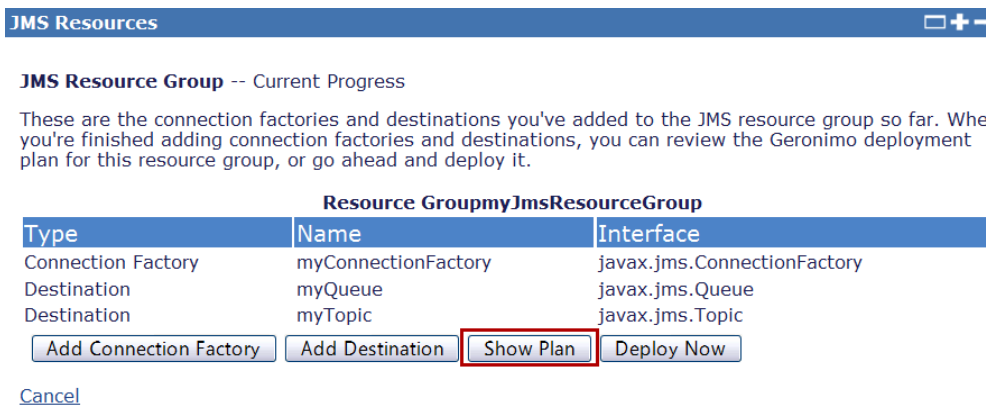 JMS Resources
JMS Resource Group -- Current Progress
These are the connection factories and destinations you've added to the JMS resource group so far. Whe
you're finished adding connection factories and destinations, you can review the Geronimo deployment
plan for this resource group, or go ahead and deploy it.
Resource GroupmyJmsResourceGroup
Type Name Interface
Connection Factory myConnectionFactory javax.jms.ConnectionFactory
Destination myQueue javax.jms.Queue
Destination myTopic javax.jms.Topic
Add Connection Factory Add Destination Show Plan Deploy Now
Cancel